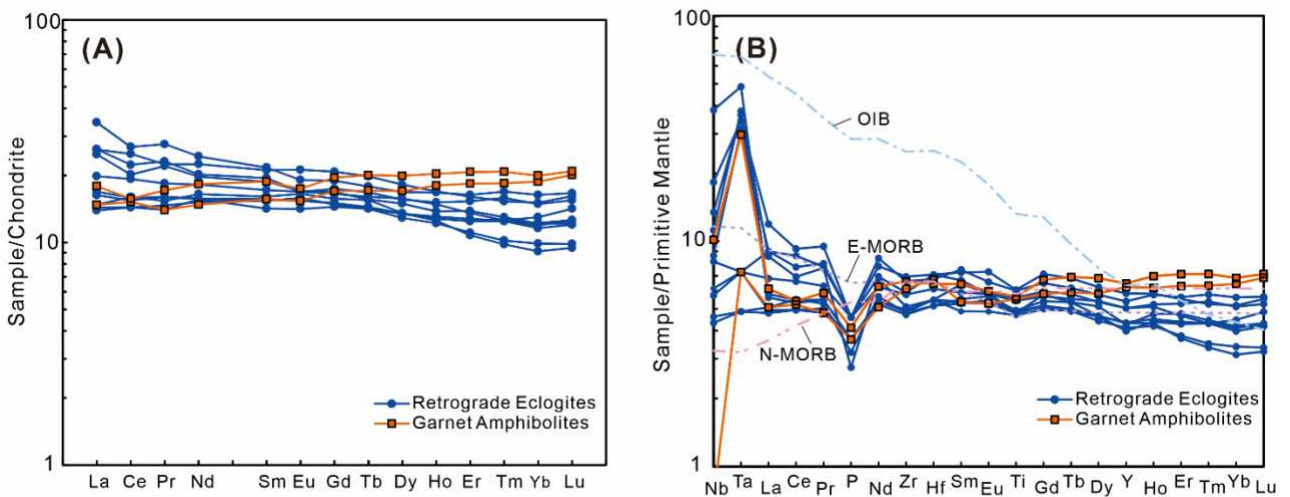 (A)
Sample/Chondrite
100
10
1
Retrograde Eclogites
Garnet Amphibolites
La Ce Pr Nd Sm Eu Gd Tb Dy Ho Er Tm Yb Lu
(B)
Sample/Primitive Mantle
100
10
1
OIB
E-MORB
N-MORB
Retrograde Eclogites
Garnet Amphibolites
Nb Ta La Ce Pr P Nd Zr Hf Sm Eu Ti Gd Tb Dy Y Ho Er Tm Yb Lu